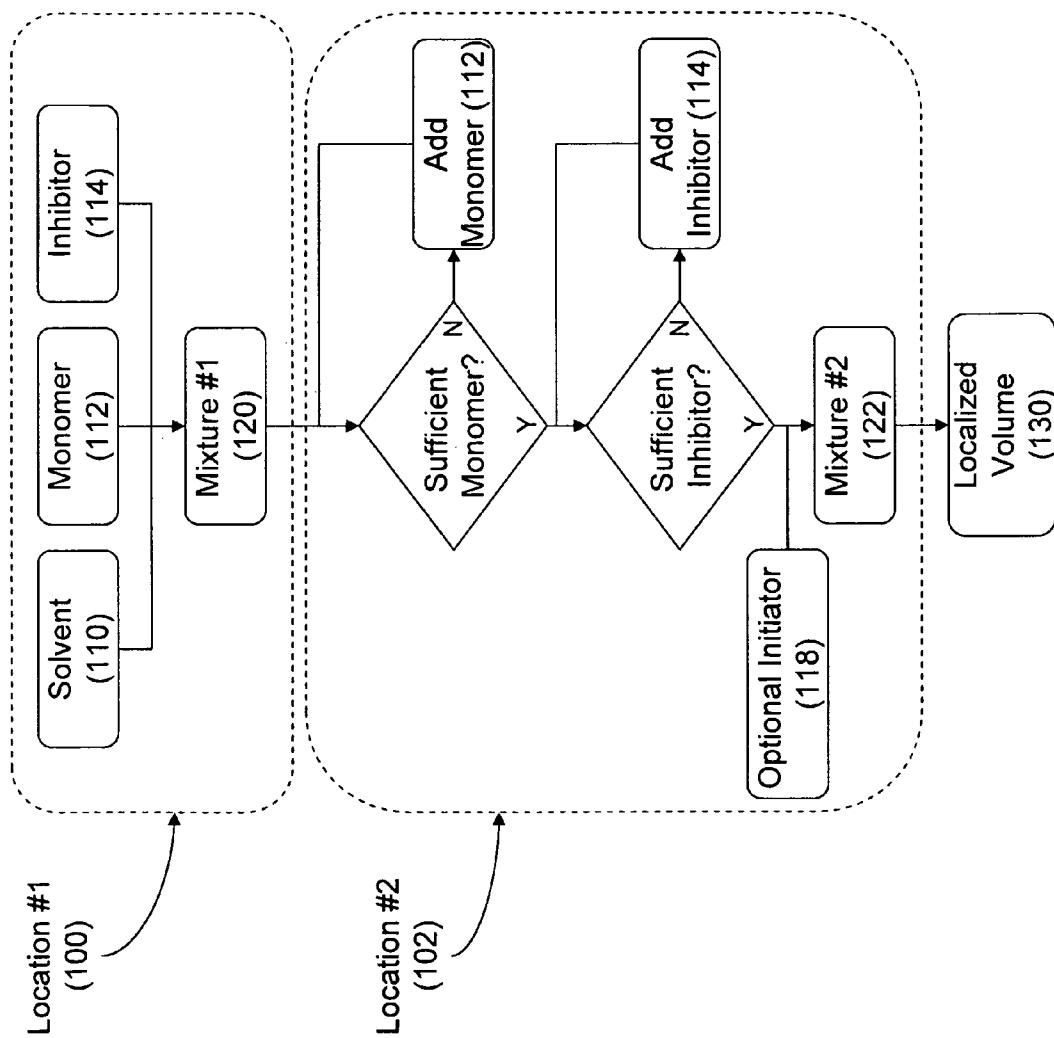 Location #1
(100)
Solvent
(110)
Monomer
(112)
Inhibitor
(114)
Mixture #1
(120)
Location #2
(102)
Sufficient
Monomer?
N
Y
Add
Monomer (112)
Sufficient
Inhibitor?
N
Y
Add
Inhibitor (114)
Optional Initiator
(118)
Mixture #2
(122)
Localized
Volume
(130)